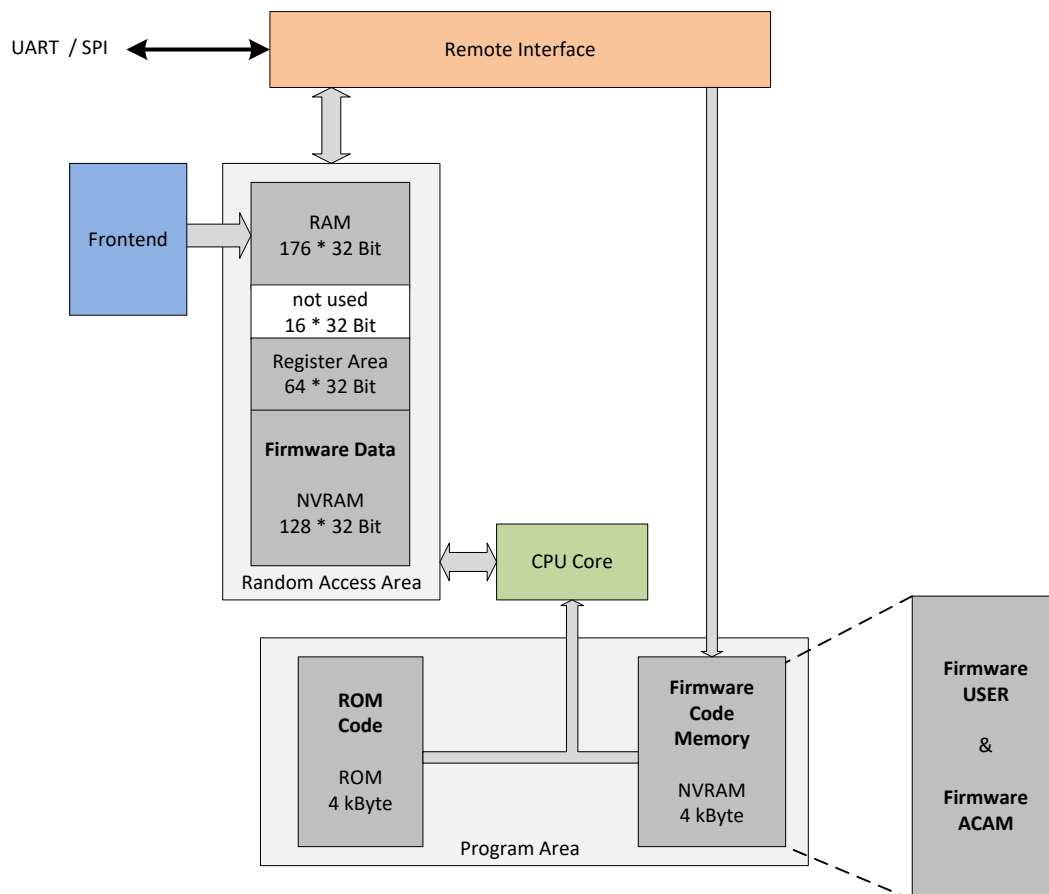 UART / SPI
Remote Interface
Frontend
RAM
176 * 32 Bit
not used
16 * 32 Bit
Register Area
64 * 32 Bit
Firmware Data
NVRAM
128 * 32 Bit
Random Access Area
CPU Core
ROM
Code
ROM
4 kByte
Firmware
Code
Memory
NVRAM
4 kByte
Program Area
Firmware
USER
&
Firmware
ACAM